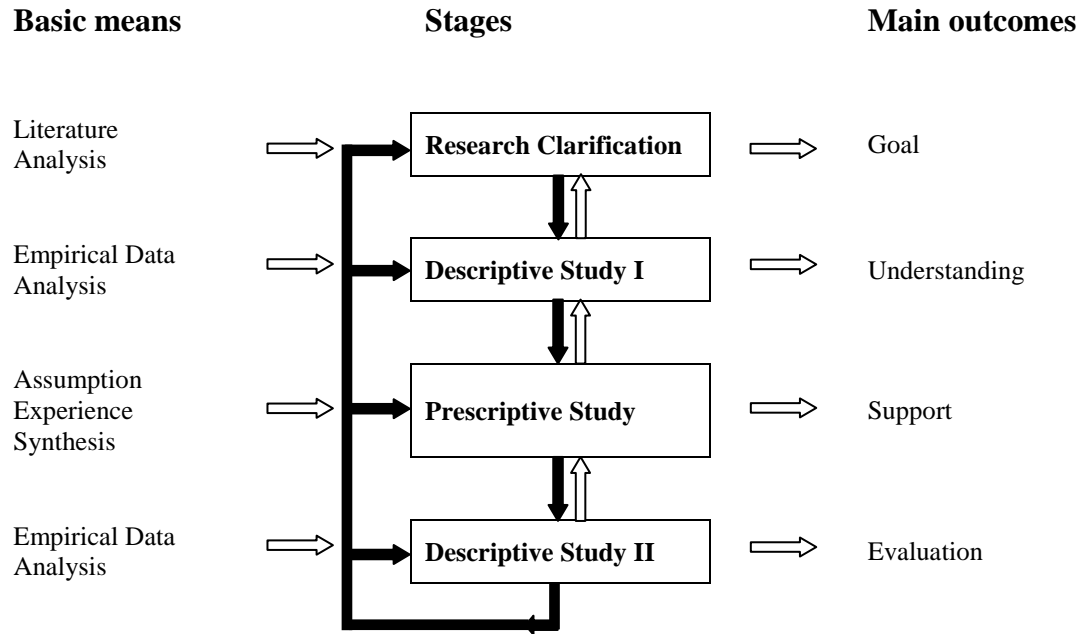 Basic means
Stages
Main outcomes
Literature
Analysis
Research Clarification
Goal
Empirical Data
Analysis
Descriptive Study I
Understanding
Assumption
Experience
Synthesis
Prescriptive Study
Support
Empirical Data
Analysis
Descriptive Study II
Evaluation